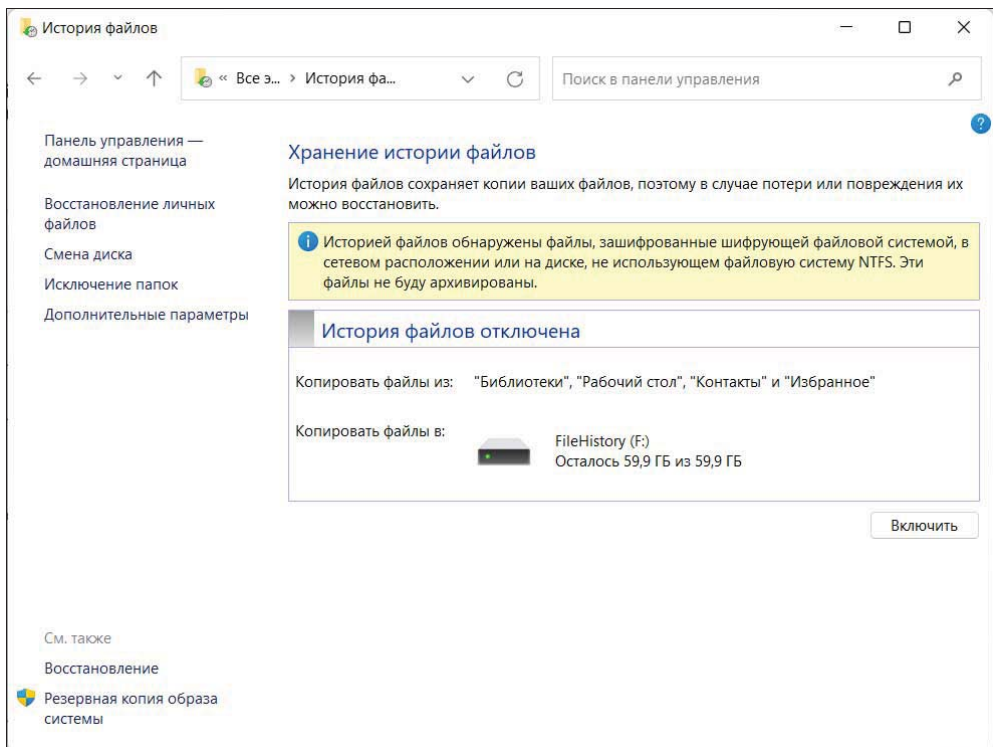 История файлов
« Все э... › История фа...
Поиск в панели управления
Панель управления —
домашняя страница
Восстановление личных
файлов
Смена диска
Исключение папок
Дополнительные параметры
Хранение истории файлов
История файлов сохраняет копии ваших файлов, поэтому в случае потери или повреждения их
можно восстановить.
Историей файлов обнаружены файлы, зашифрованные шифрующей файловой системой, в
сетевом расположении или на диске, не использующем файловую систему NTFS. Эти
файлы не буду архивированы.
История файлов отключена
Копировать файлы из: "Библиотеки", "Рабочий стол", "Контакты" и "Избранное"
Копировать файлы в:
FileHistory (F:)
Осталось 59,9 ГБ из 59,9 ГБ
Включить
См. также
Восстановление
Резервная копия образа
системы